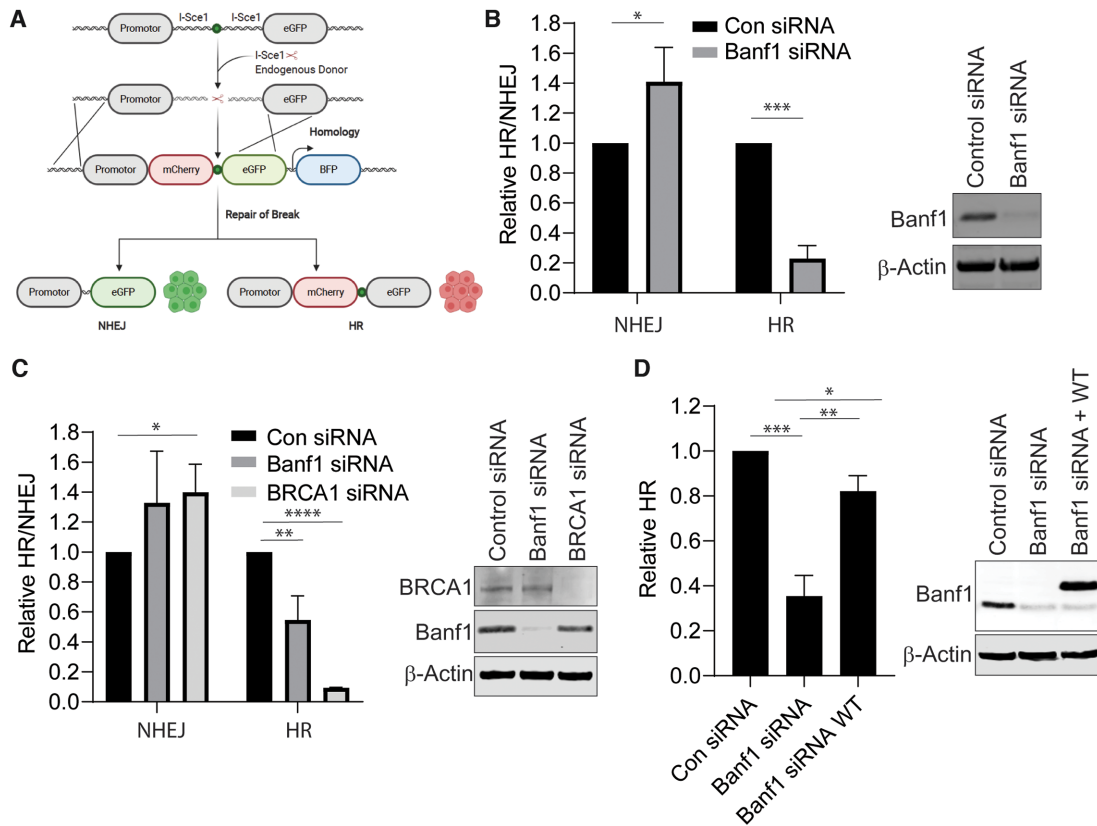 A
I-Sce1 I-Sce1
Promotor eGFP
I-Sce1
Endogenous Donor
Promotor eGFP
Homology
Promotor mCherry eGFP BFP
Repair of Break
Promotor eGFP
Promotor mCherry eGFP
NHEJ HR
B
Relative HR/NHEJ
1.8
1.6
1.4
1.2
1.0
0.8
0.6
0.4
0.2
0.0
*
***
Con siRNA
Banf1 siRNA
NHEJ HR
Control siRNA
Banf1 siRNA
Banf1
β-Actin
C
Relative HR/NHEJ
1.8
1.6
1.4
1.2
1.0
0.8
0.6
0.4
0.2
0.0
*
****
**
Con siRNA
Banf1 siRNA
BRCA1 siRNA
NHEJ HR
Control siRNA
Banf1 siRNA
BRCA1 siRNA
BRCA1
Banf1
β-Actin
D
Relative HR
1.2
1.0
0.8
0.6
0.4
0.2
0.0
*
*** **
Con siRNA
Banf1 siRNA
Banf1 siRNA WT
Control siRNA
Banf1 siRNA
Banf1 siRNA + WT
Banf1
β-Actin